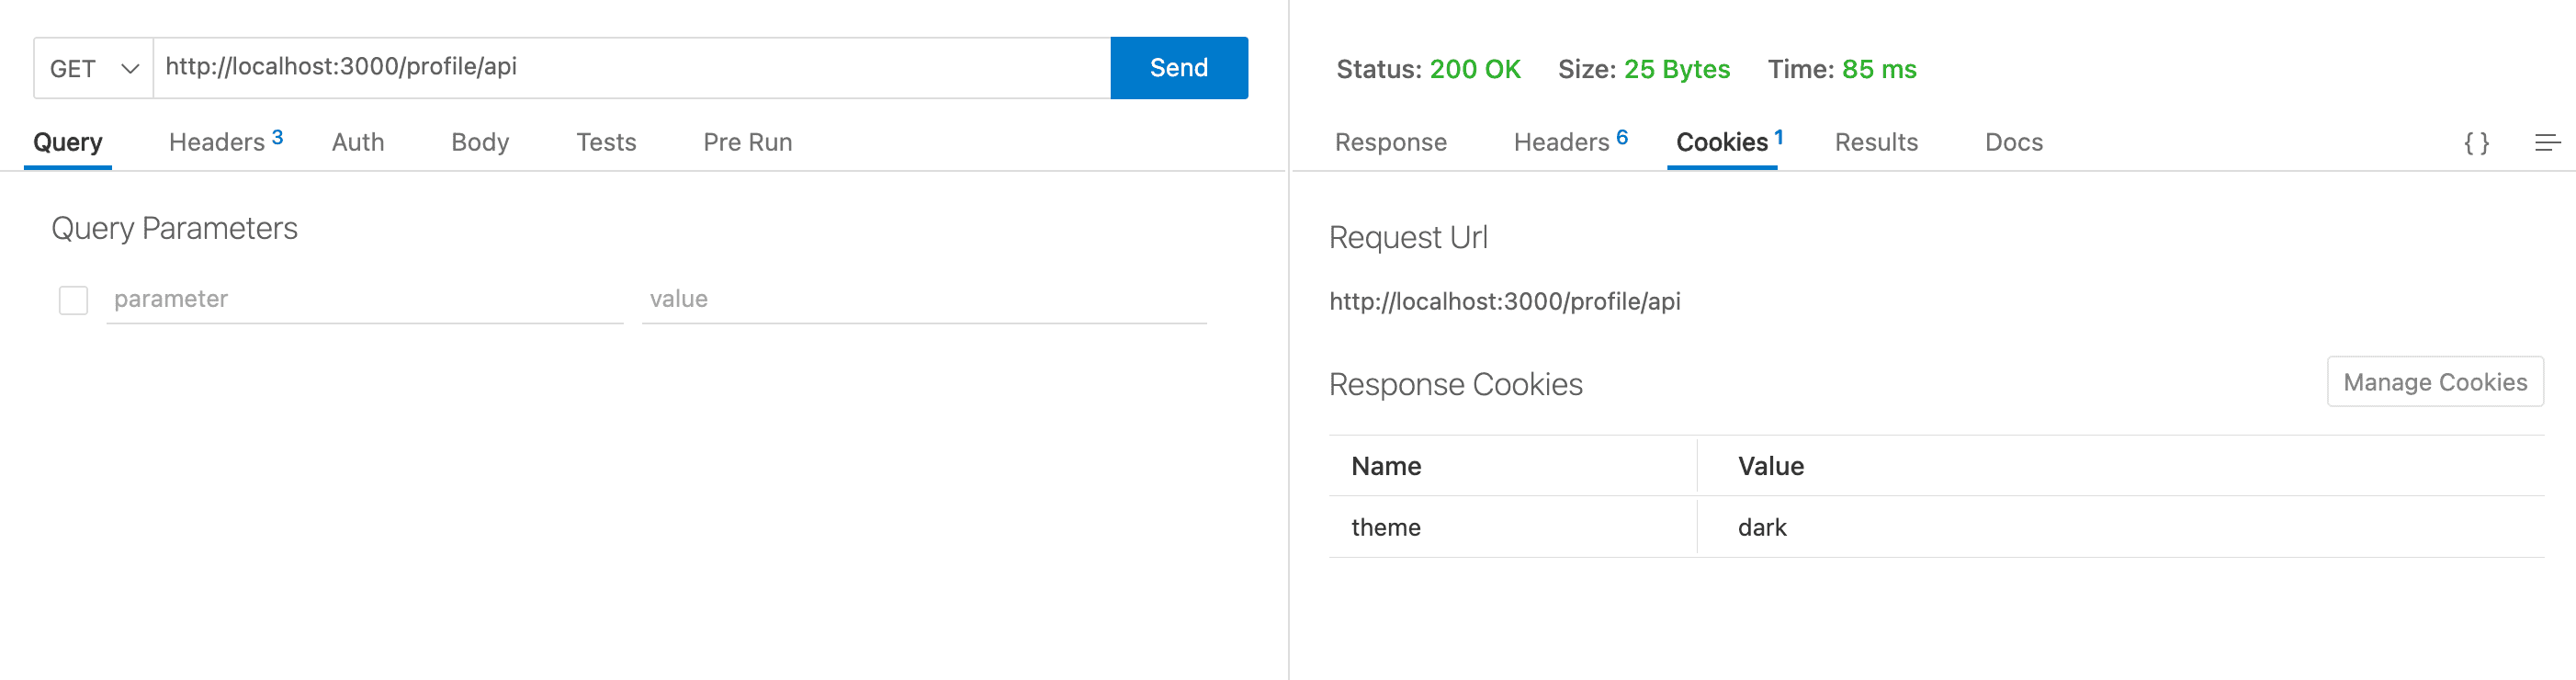 GET http://localhost:3000/profile/api Send
Query Headers 3 Auth Body Tests Pre Run
Query Parameters
parameter value
Status: 200 OK Size: 25 Bytes Time: 85 ms
Response Headers 6 Cookies 1 Results Docs { }
Request Url
http://localhost:3000/profile/api
Response Cookies Manage Cookies
Name Value
theme dark